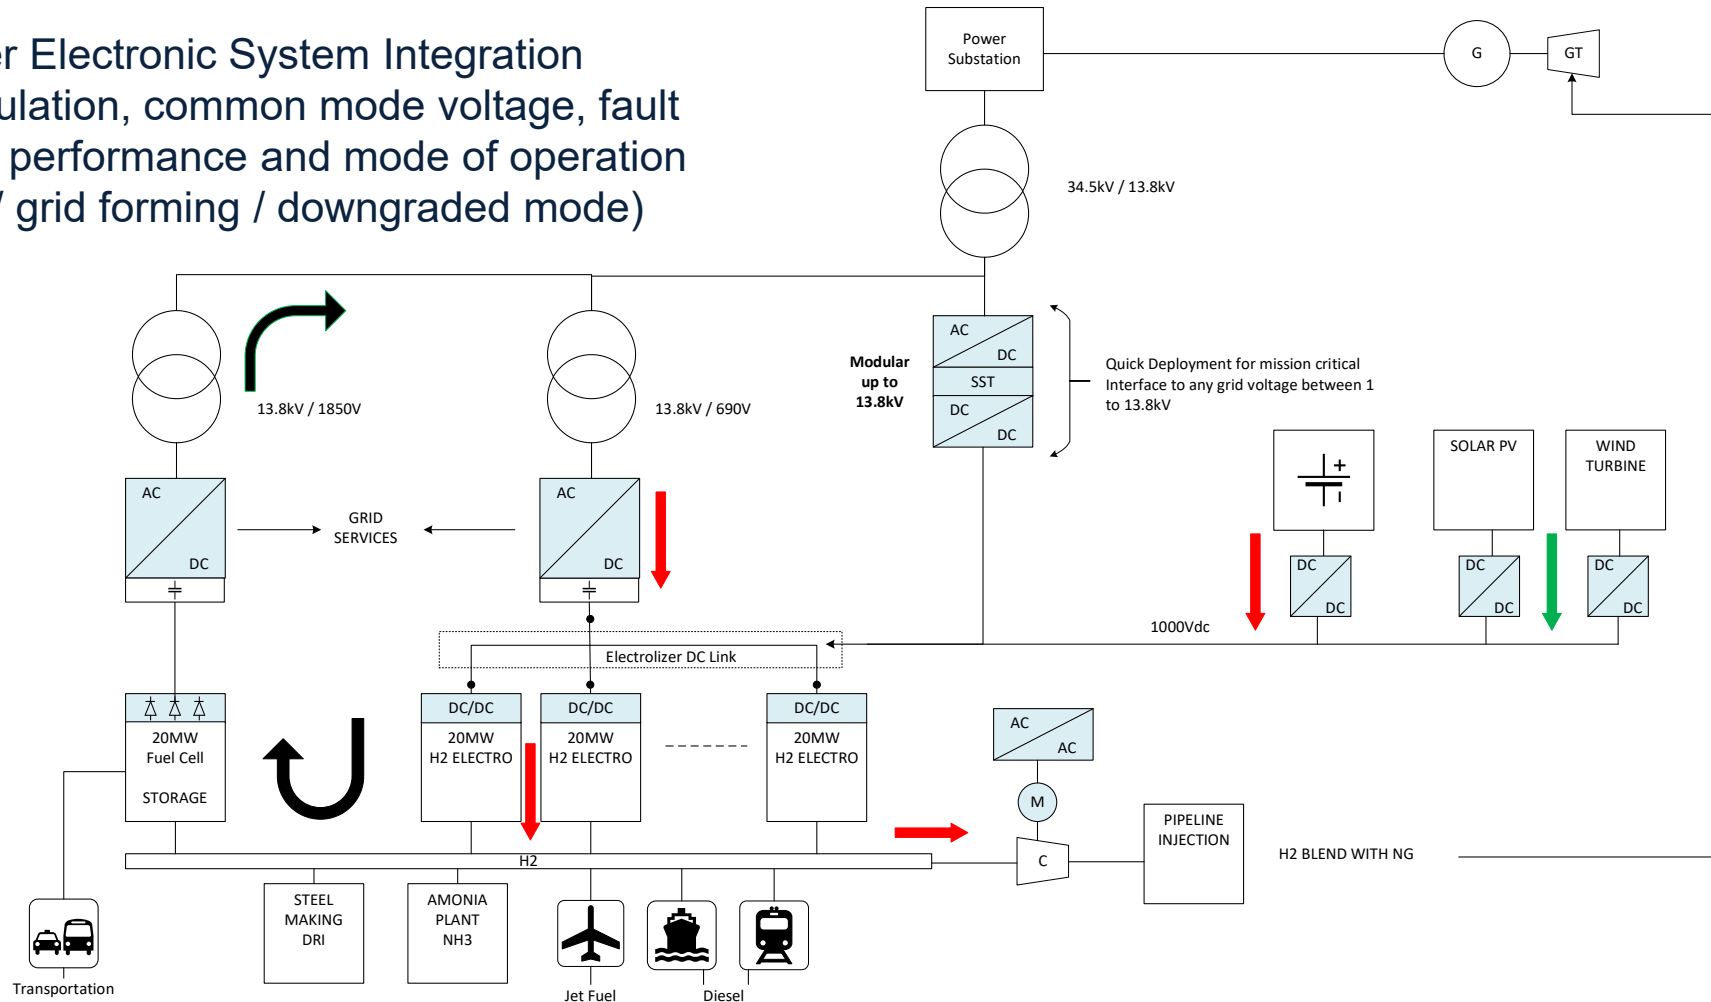 er Electronic System Integration
ulation, common mode voltage, fault
performance and mode of operation
/ grid forming / downgraded mode)
Power
Substation
G
GT
34.5kV / 13.8kV
13.8kV / 1850V
13.8kV / 690V
Modular
up to
13.8kV
AC
DC
SST
DC
DC
Quick Deployment for mission critical
Interface to any grid voltage between 1
to 13.8kV
SOLAR PV
WIND
TURBINE
AC
DC
GRID
SERVICES
AC
DC
DC
DC
DC
DC
DC
DC
1000Vdc
Electrolizer DC Link
20MW
Fuel Cell
STORAGE
DC/DC
20MW
H2 ELECTRO
DC/DC
20MW
H2 ELECTRO
DC/DC
20MW
H2 ELECTRO
AC
AC
M
C
PIPELINE
INJECTION
H2 BLEND WITH NG
H2
STEEL
MAKING
DRI
AMONIA
PLANT
NH3
Transportation
Jet Fuel
Diesel